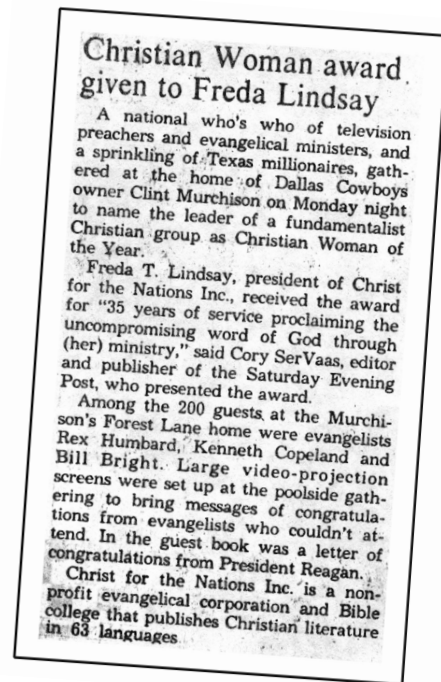 Christian Woman award
given to Freda Lindsay
A national who's who of television
preachers and evangelical ministers, and
a sprinkling of Texas millionaires, gath-
ered at the home of Dallas Cowboys
owner Clint Murchison on Monday night
to name the leader of a fundamentalist
Christian group as Christian Woman of
the Year.
Freda T. Lindsay, president of Christ
for the Nations Inc., received the award
for "35 years of service proclaiming the
uncompromising word of God through
(her) ministry," said Cory SerVaas, editor
and publisher of the Saturday Evening
Post, who presented the award.
Among the 200 guests at the Murchi-
son's Forest Lane home were evangelists
Rex Humbard, Kenneth Copeland and
Bill Bright. Large video-projection
screens were set up at the poolside gath-
ering to bring messages of congratula-
tions from evangelists who couldn't at-
tend. In the guest book was a letter of
congratulations from President Reagan.
Christ for the Nations Inc. is a non-
profit evangelical corporation and Bible
college that publishes Christian literature
in 63 languages